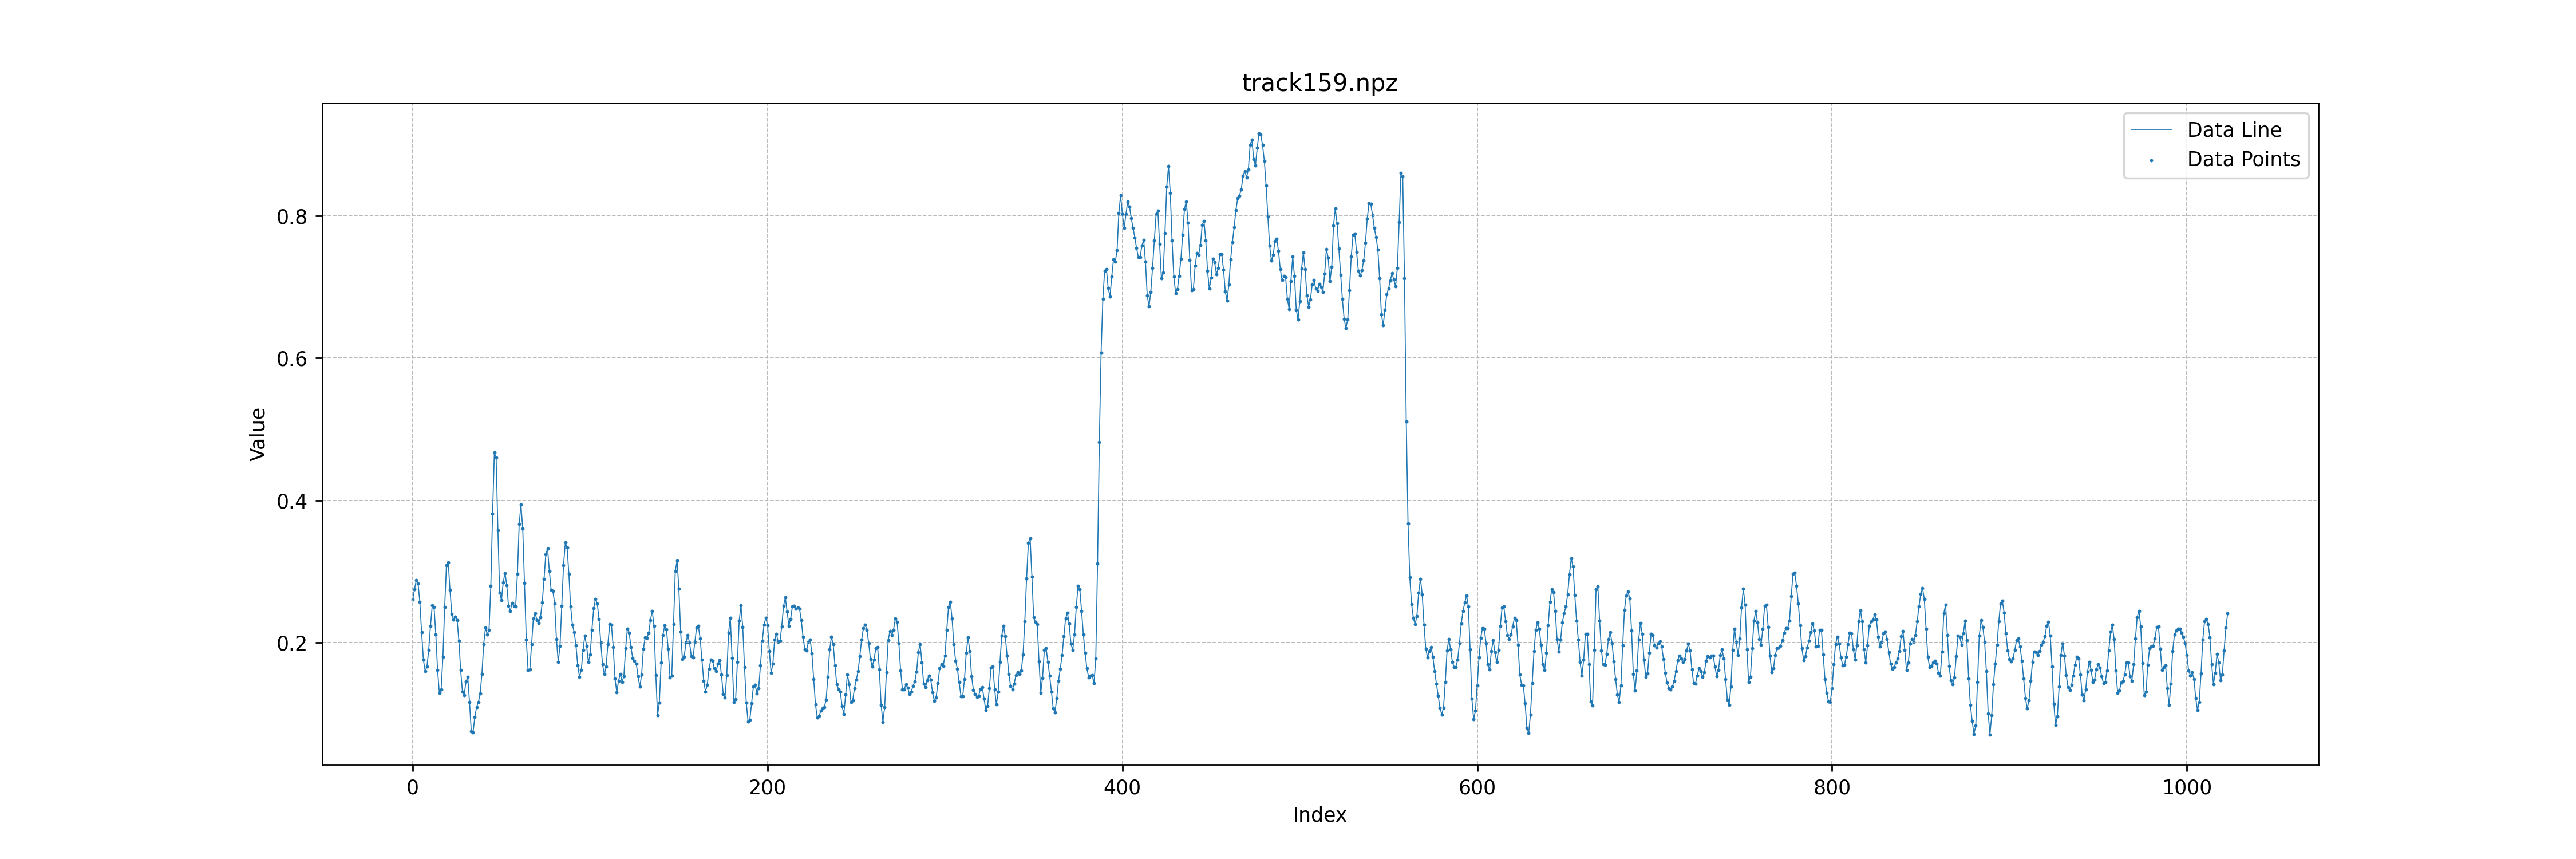 track159.npz
Data Line
Data Points
Value
0.8
0.6
0.4
0.2
0 200 400 600 800 1000
Index